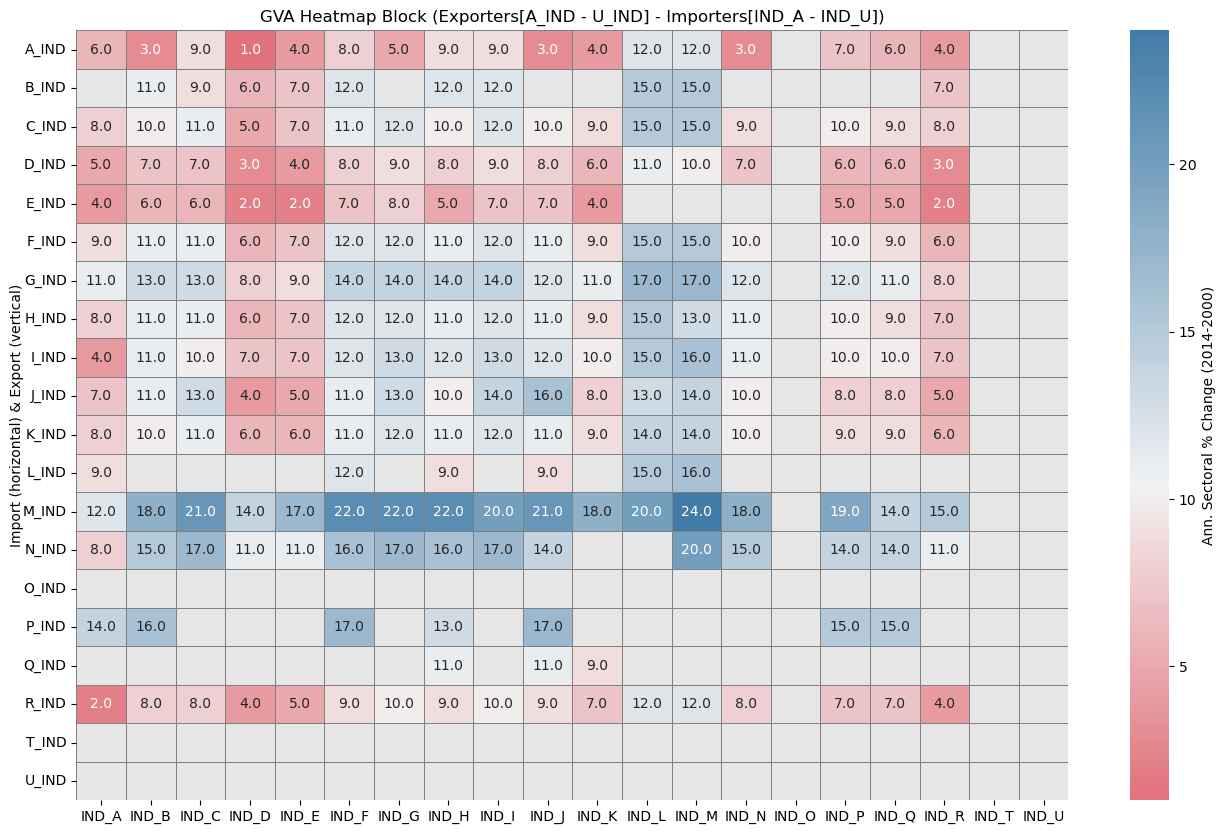 GVA Heatmap Block (Exporters[A_IND - U_IND] - Importers[IND_A - IND_U])
A_IND 6.0 3.0 9.0 1.0 4.0 8.0 5.0 9.0 9.0 3.0 4.0 12.0 12.0 3.0 7.0 6.0 4.0
B_IND 11.0 9.0 6.0 7.0 12.0 12.0 12.0 15.0 15.0 7.0
C_IND 8.0 10.0 11.0 5.0 7.0 11.0 12.0 10.0 12.0 10.0 9.0 15.0 15.0 9.0 10.0 9.0 8.0
D_IND 5.0 7.0 7.0 3.0 4.0 8.0 9.0 8.0 9.0 8.0 6.0 11.0 10.0 7.0 6.0 6.0 3.0
E_IND 4.0 6.0 6.0 2.0 2.0 7.0 8.0 5.0 7.0 7.0 4.0 5.0 5.0 2.0
F_IND 9.0 11.0 11.0 6.0 7.0 12.0 12.0 11.0 12.0 11.0 9.0 15.0 15.0 10.0 10.0 9.0 6.0
G_IND 11.0 13.0 13.0 8.0 9.0 14.0 14.0 14.0 14.0 12.0 11.0 17.0 17.0 12.0 12.0 11.0 8.0
H_IND 8.0 11.0 11.0 6.0 7.0 12.0 12.0 11.0 12.0 11.0 9.0 15.0 13.0 11.0 10.0 9.0 7.0
I_IND 4.0 11.0 10.0 7.0 7.0 12.0 13.0 12.0 13.0 12.0 10.0 15.0 16.0 11.0 10.0 10.0 7.0
J_IND 7.0 11.0 13.0 4.0 5.0 11.0 13.0 10.0 14.0 16.0 8.0 13.0 14.0 10.0 8.0 8.0 5.0
K_IND 8.0 10.0 11.0 6.0 6.0 11.0 12.0 11.0 12.0 11.0 9.0 14.0 14.0 10.0 9.0 9.0 6.0
L_IND 9.0 12.0 9.0 9.0 15.0 16.0
M_IND 12.0 18.0 21.0 14.0 17.0 22.0 22.0 22.0 20.0 21.0 18.0 20.0 24.0 18.0 19.0 14.0 15.0
N_IND 8.0 15.0 17.0 11.0 11.0 16.0 17.0 16.0 17.0 14.0 20.0 15.0 14.0 14.0 11.0
O_IND
P_IND 14.0 16.0 17.0 13.0 17.0 15.0 15.0
Q_IND 11.0 11.0 9.0
R_IND 2.0 8.0 8.0 4.0 5.0 9.0 10.0 9.0 10.0 9.0 7.0 12.0 12.0 8.0 7.0 7.0 4.0
T_IND
U_IND
IND_A IND_B IND_C IND_D IND_E IND_F IND_G IND_H IND_I IND_J IND_K IND_L IND_M IND_N IND_O IND_P IND_Q IND_R IND_T IND_U
Import (horizontal) & Export (vertical)
20
15
10
5
Ann. Sectoral % Change (2014-2000)